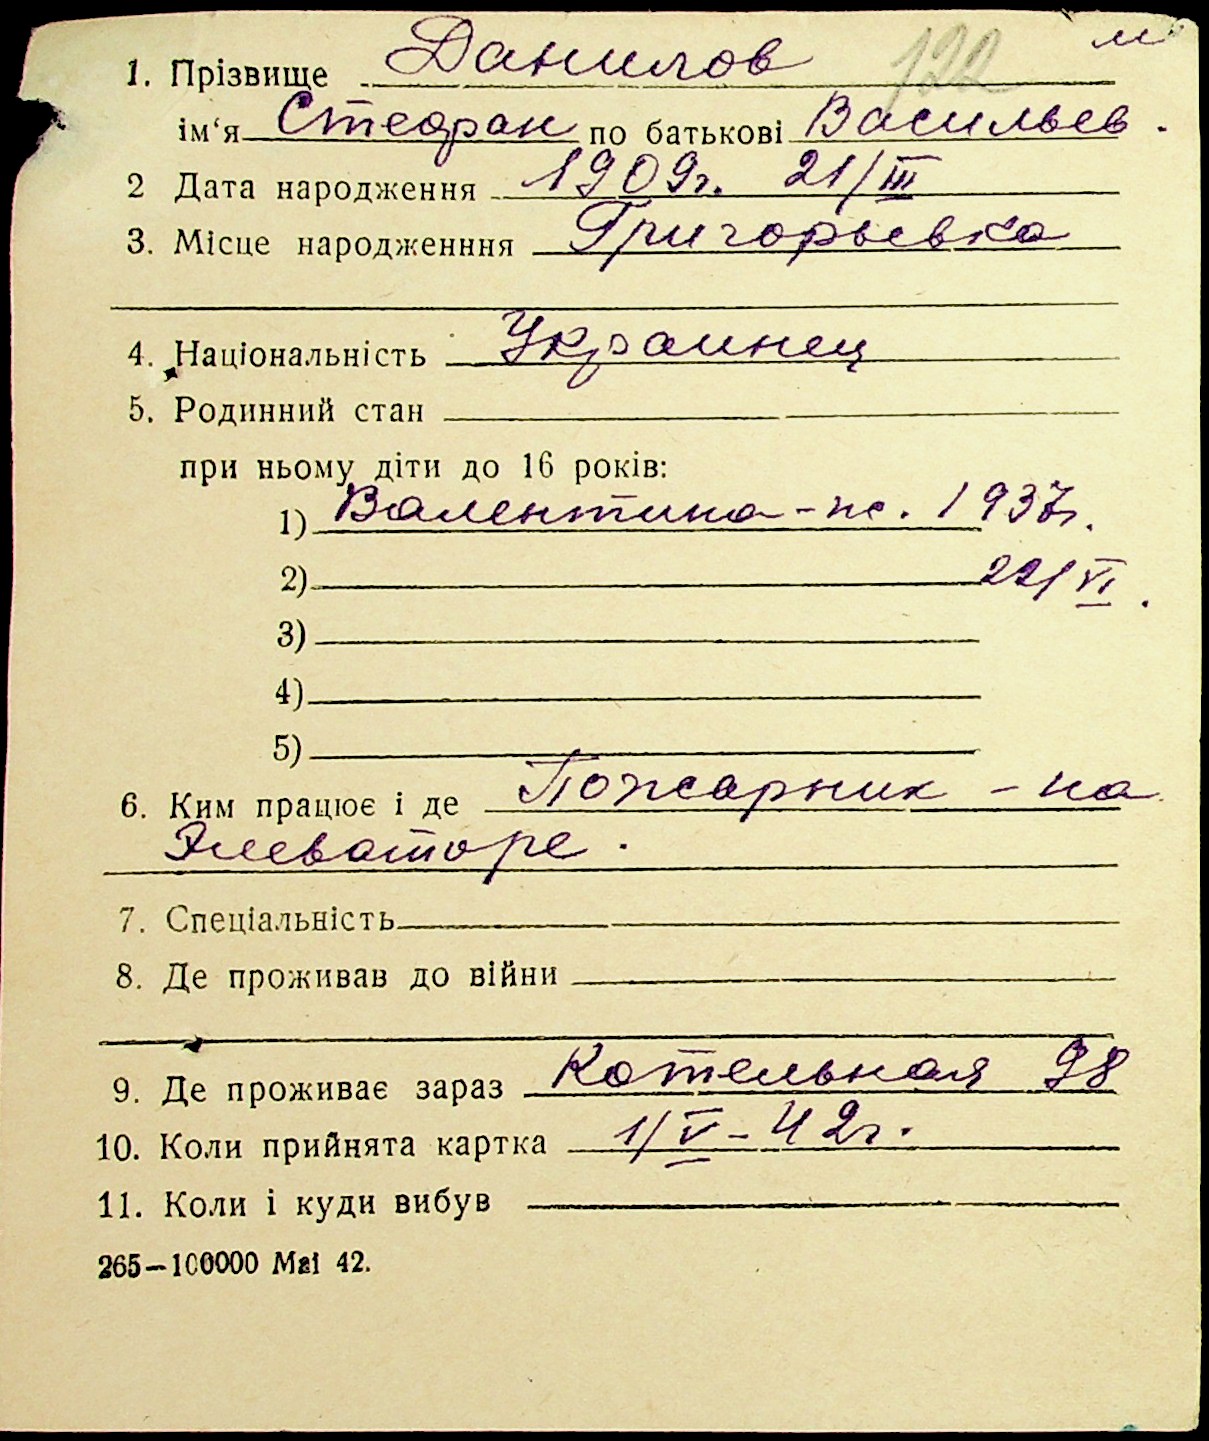 122 м
1. Прізвище Данилов
ім‘я Стефан по батькові Васильев.
2 Дата народження 1909г. 21/III
3. Місце народженння Григорьевка
4. Національність Украинец
5. Родинний стан
при ньому діти до 16 років:
1) Валентина - ж. 1937г.
2) 22/VI.
3)
4)
5)
6. Ким працює і де Пожарник - на
Элеваторе.
7. Спеціальність
8. Де проживав до війни
9. Де проживає зараз Котельная 98
10. Коли прийнята картка 1/V - 42г.
11. Коли і куди вибув
265—100000 Mai 42.